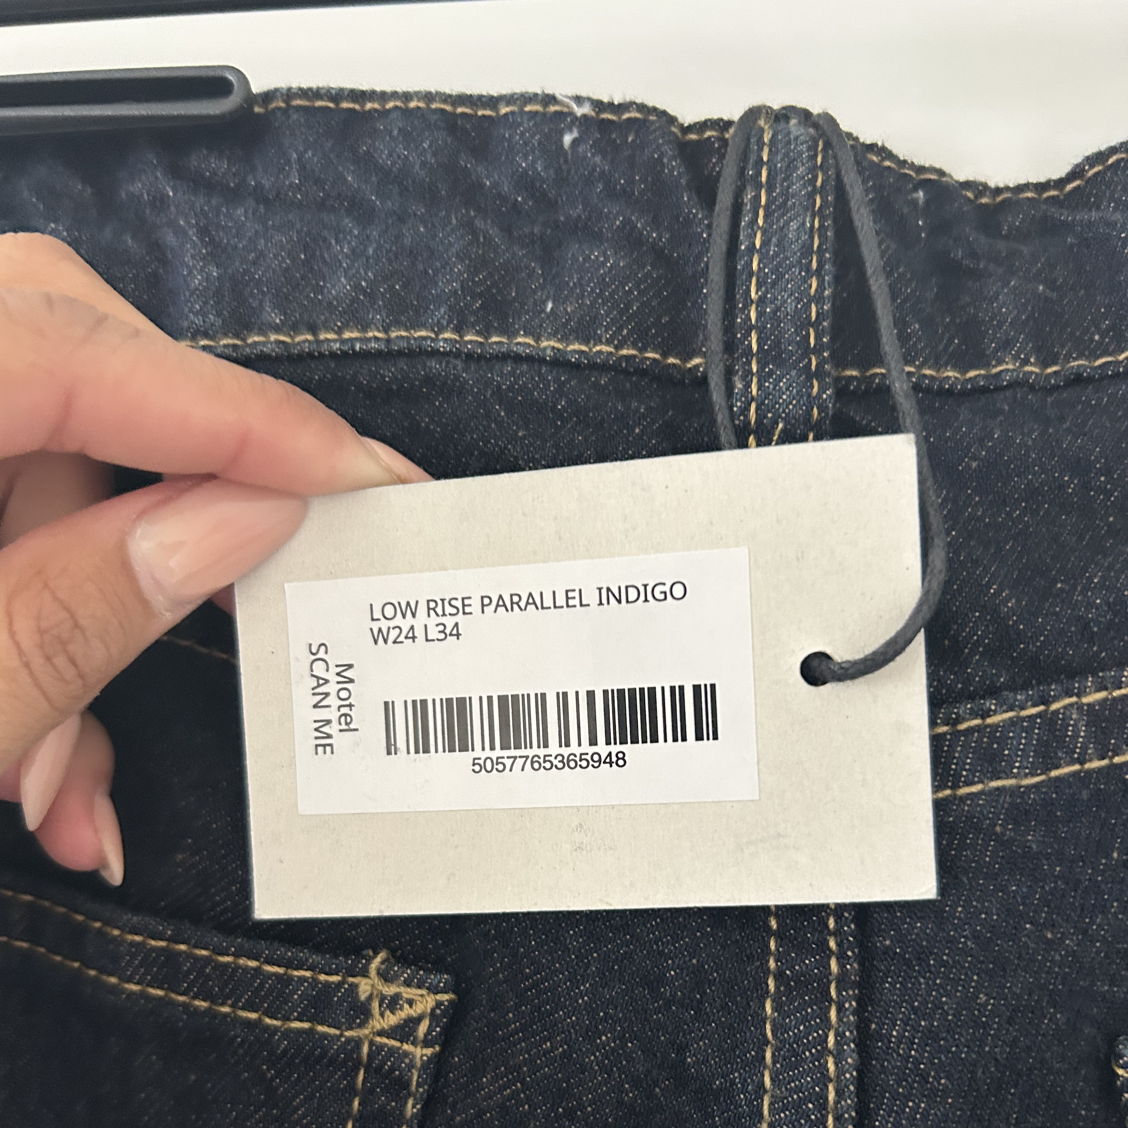 LOW RISE PARALLEL INDIGO
W24 L34
Motel
SCAN ME
5057765365948